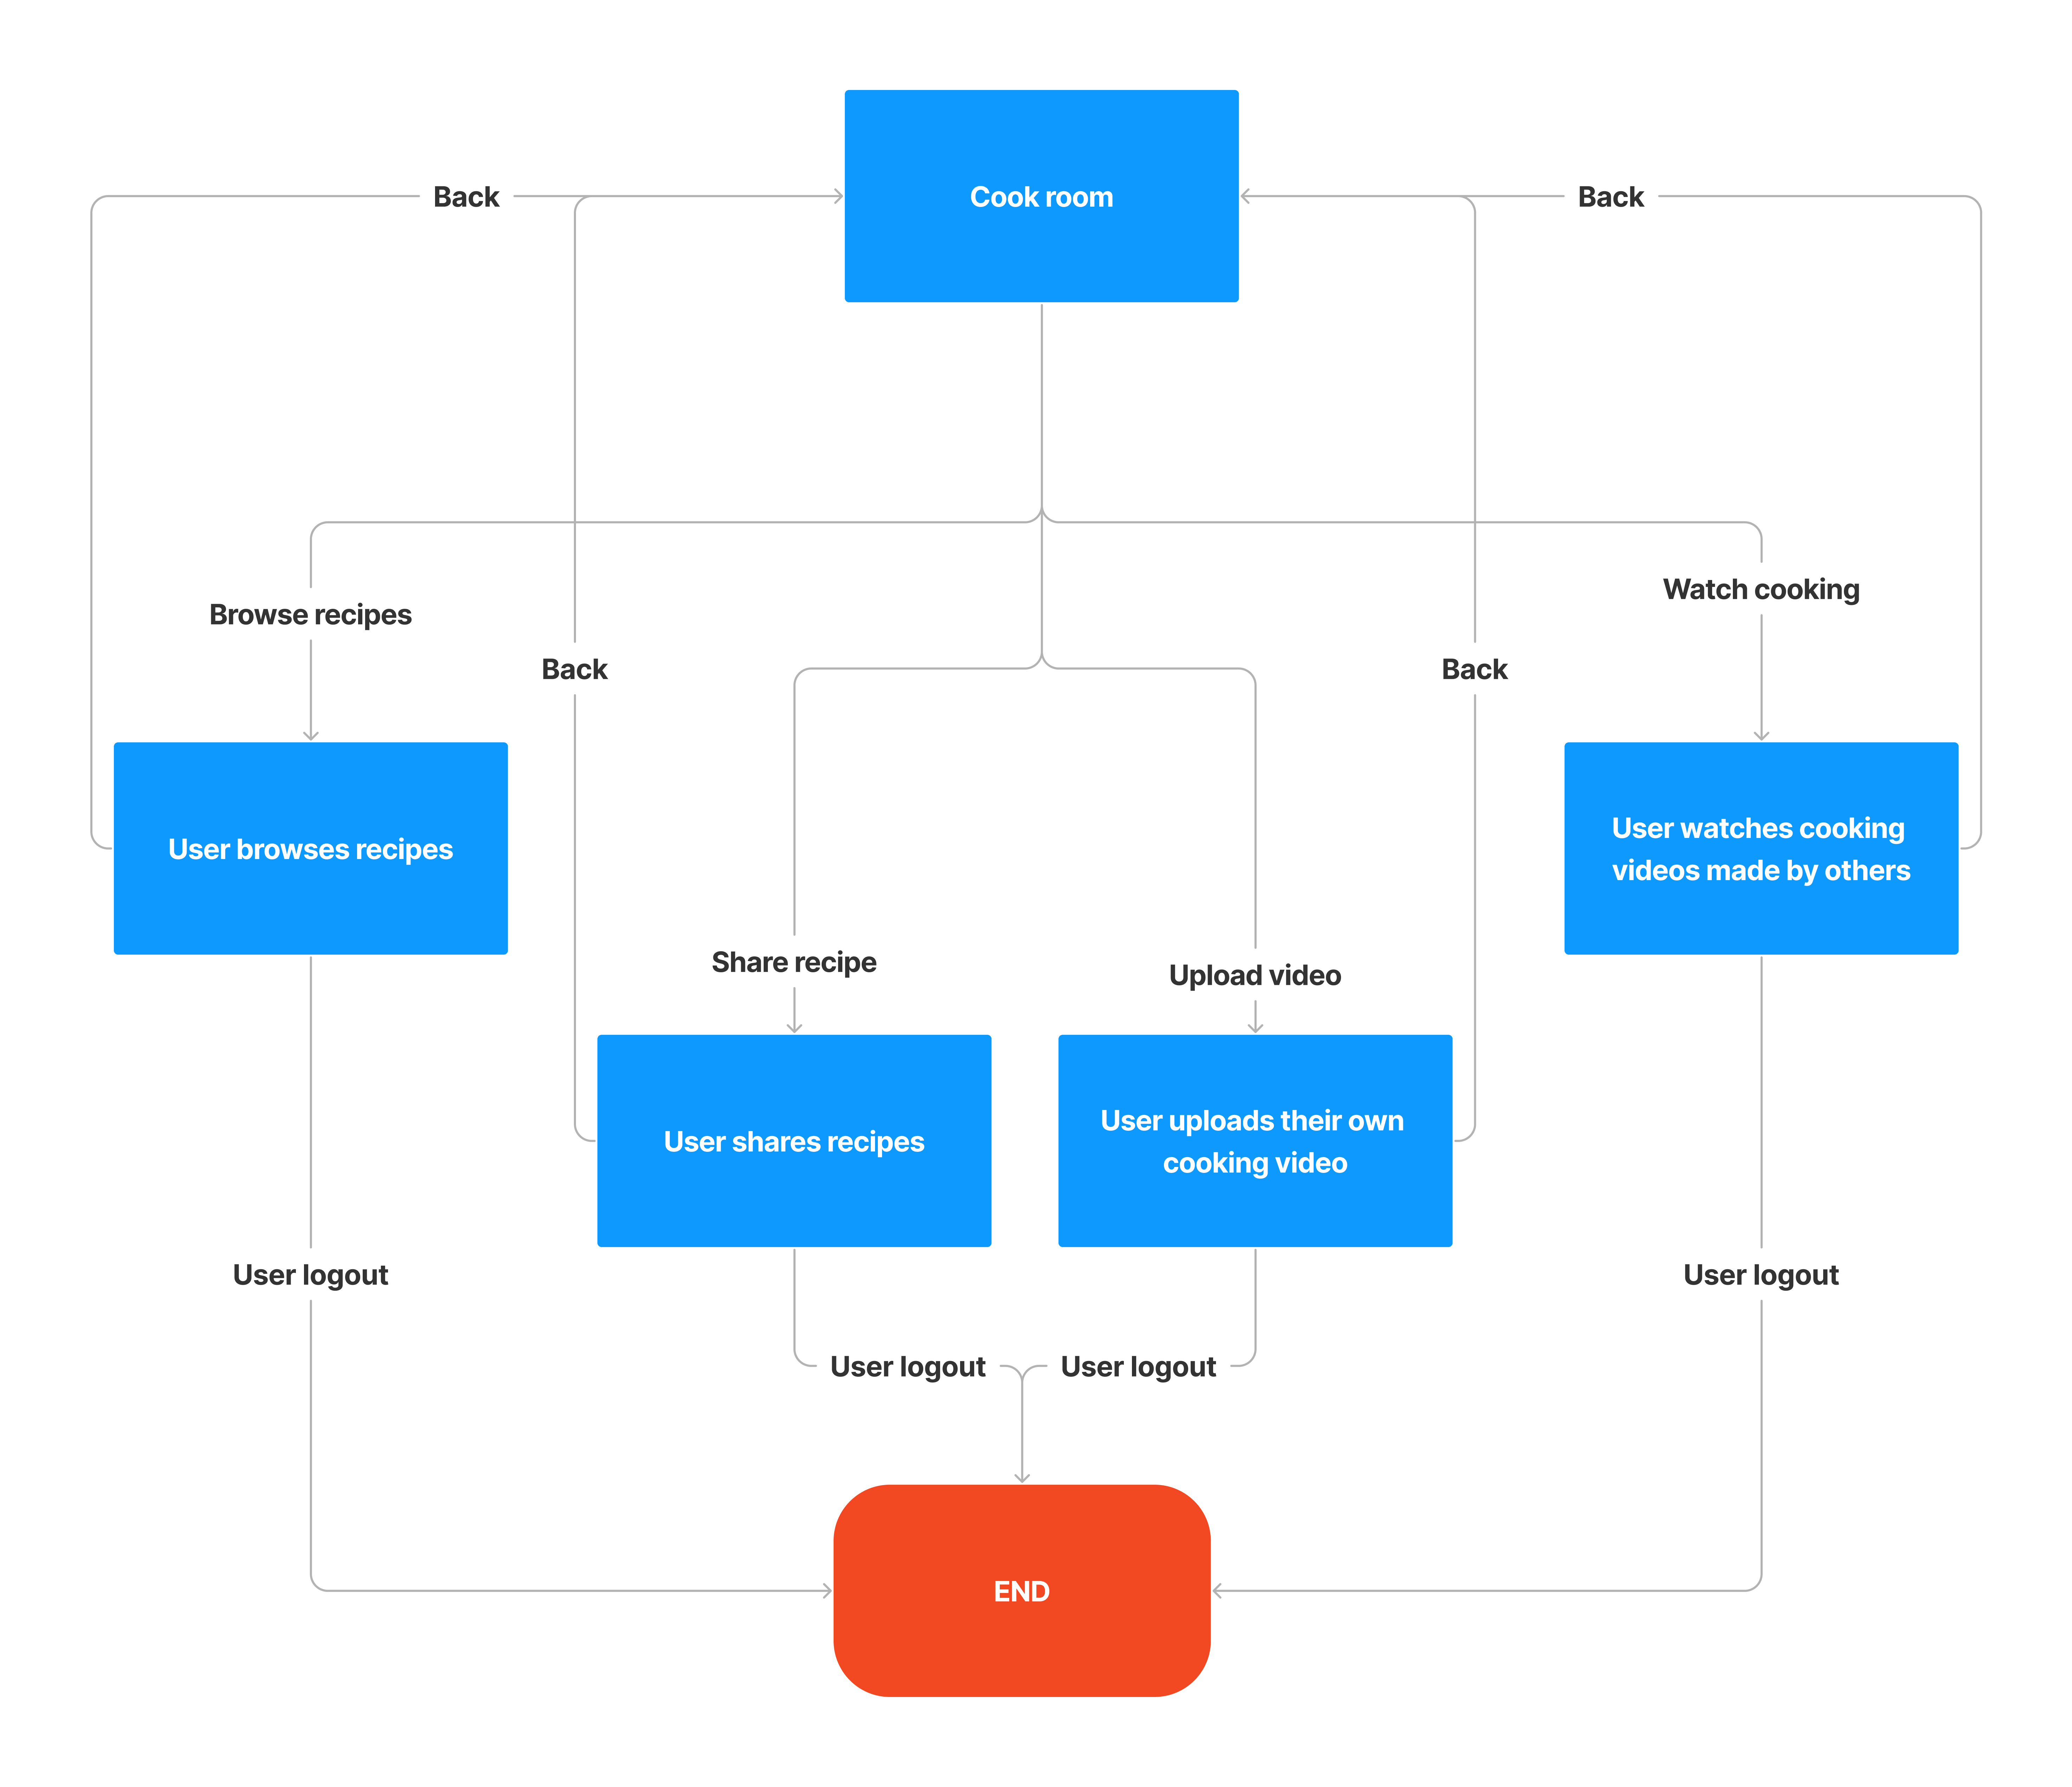 Cook room
Back
Back
Browse recipes
Watch cooking
Back
Back
User browses recipes
User watches cooking
videos made by others
Share recipe
Upload video
User shares recipes
User uploads their own
cooking video
User logout
User logout
User logout
User logout
END